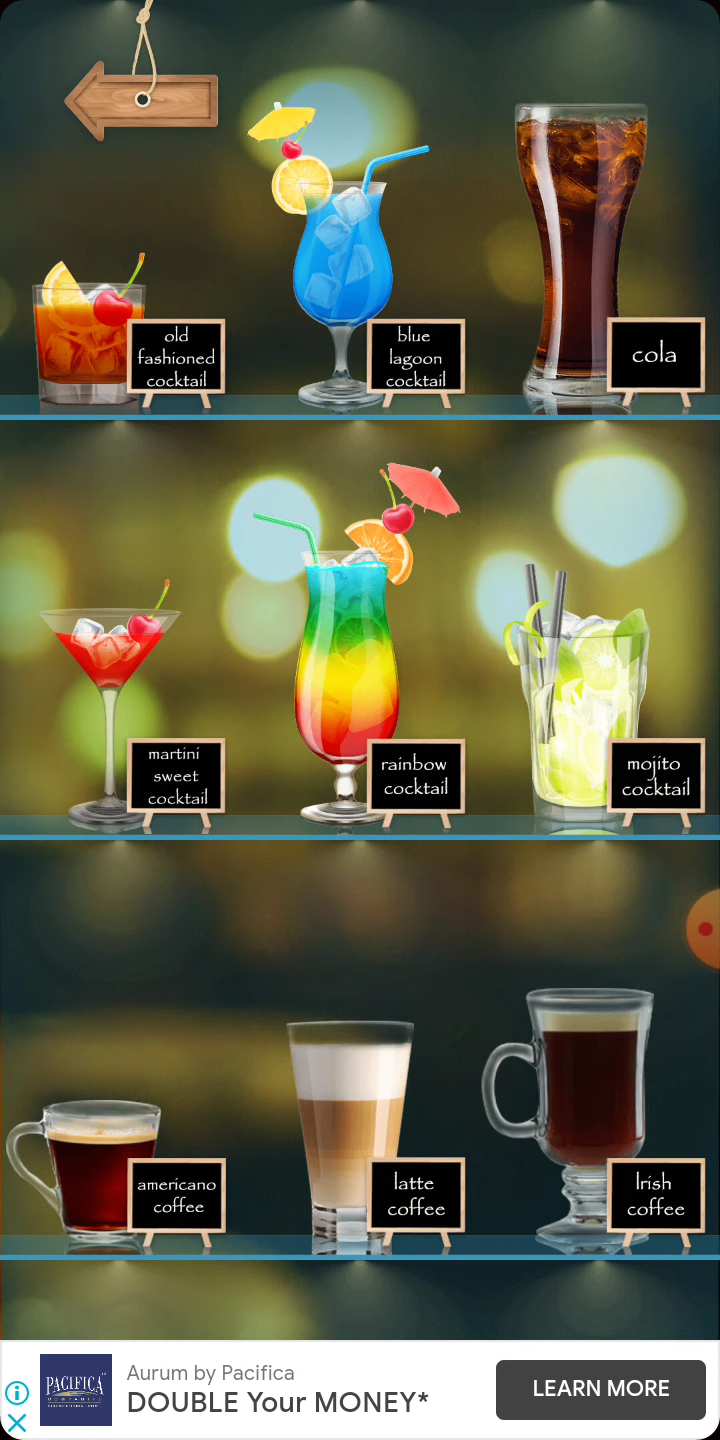 old
fashioned
cocktail
blue
lagoon
cocktail
cola
martini
sweet
cocktail
rainbow
cocktail
mojito
cocktail
americano
coffee
latte
coffee
Irish
coffee
PACIFICA
COMPANIES
Aurum by Pacifica
DOUBLE Your MONEY*
LEARN MORE